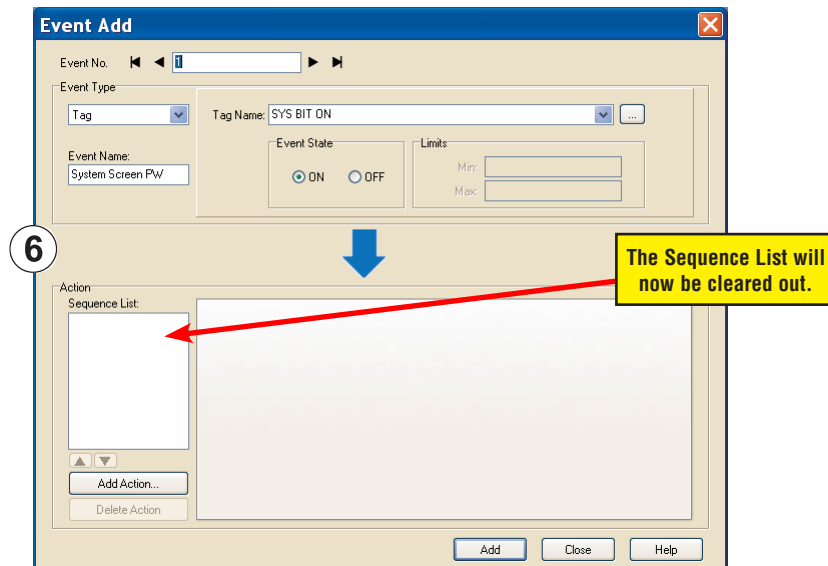 Event Add
Event No.
1
Event Type
Tag
Tag Name: SYS BIT ON
...
Event Name:
System Screen PW
Event State
ON
OFF
Limits
Min:
Max:
6
The Sequence List will
now be cleared out.
Action
Sequence List:
Add Action...
Delete Action
Add
Close
Help